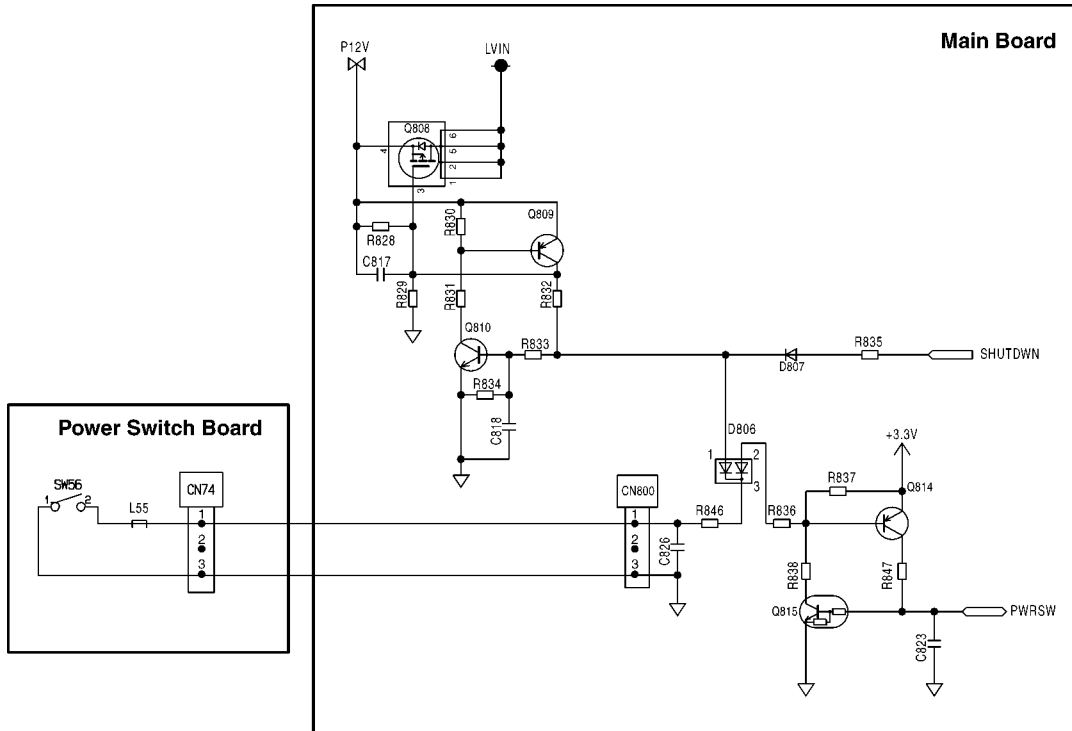 Main Board
P12V
LVIN
Q808
4
6
5
2
1
3
R828
C817
R829
R830
R831
Q809
R832
Q810
R833
R834
C818
D807
R835
SHUTDWN
Power Switch Board
SW56
1
2
L55
CN74
1
2
3
CN800
1
2
3
C826
R846
D806
1
2
3
R836
+3.3V
R837
Q814
R838
R847
Q815
PWRSW
C823